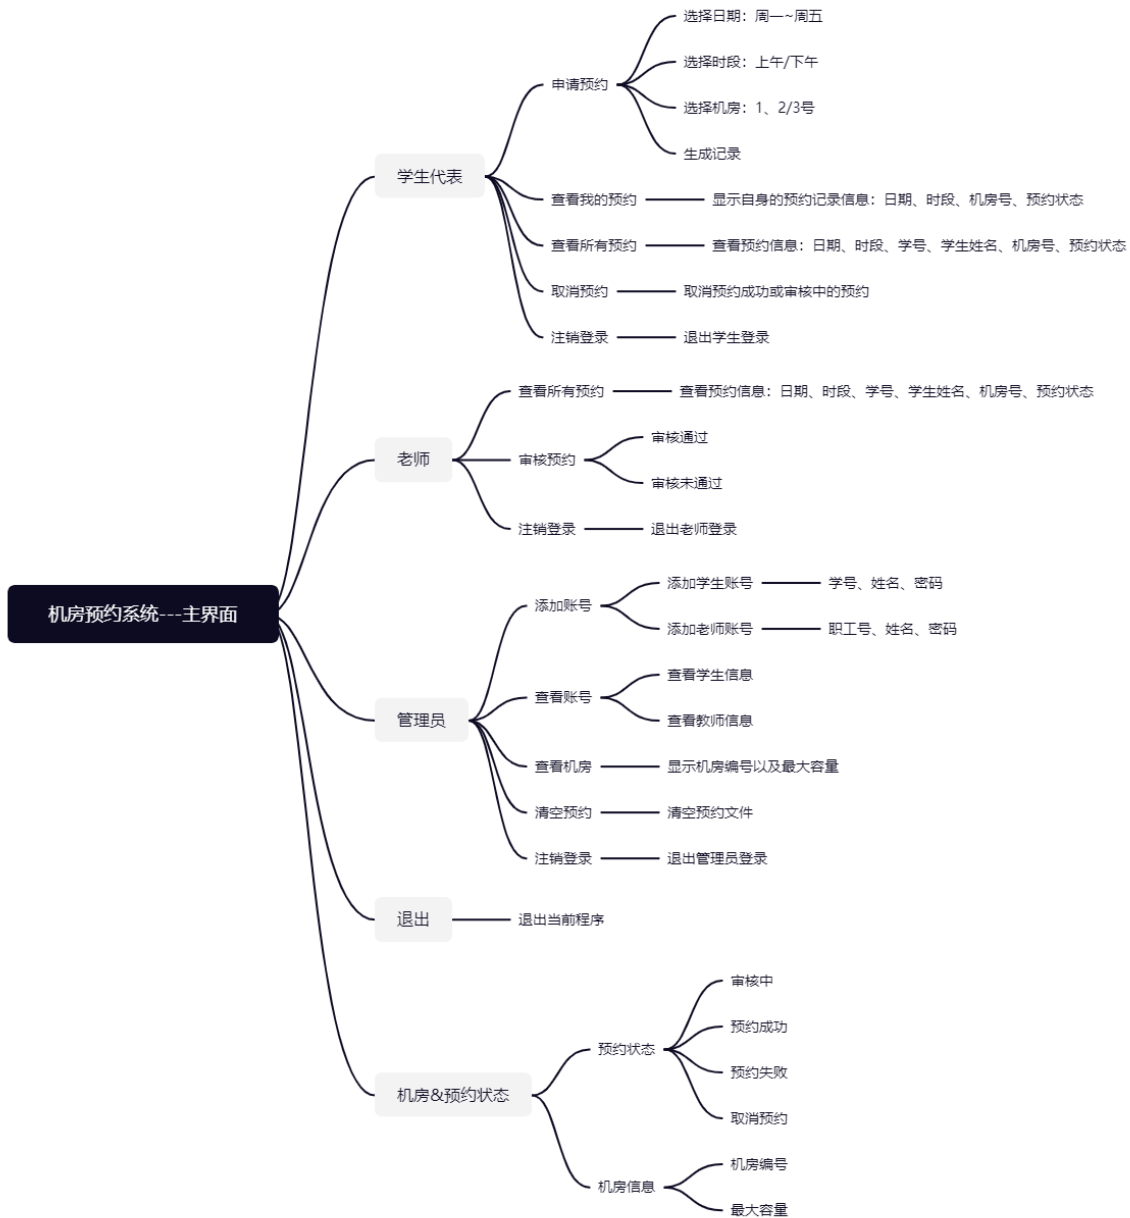 机房预约系统---主界面
学生代表
申请预约
选择日期：周一~周五
选择时段：上午/下午
选择机房：1、2/3号
生成记录
查看我的预约
显示自身的预约记录信息：日期、时段、机房号、预约状态
查看所有预约
查看预约信息：日期、时段、学号、学生姓名、机房号、预约状态
取消预约
取消预约成功或审核中的预约
注销登录
退出学生登录
老师
查看所有预约
查看预约信息：日期、时段、学号、学生姓名、机房号、预约状态
审核预约
审核通过
审核未通过
注销登录
退出老师登录
管理员
添加账号
添加学生账号
学号、姓名、密码
添加老师账号
职工号、姓名、密码
查看账号
查看学生信息
查看教师信息
查看机房
显示机房编号以及最大容量
清空预约
清空预约文件
注销登录
退出管理员登录
退出
退出当前程序
机房&预约状态
预约状态
审核中
预约成功
预约失败
取消预约
机房信息
机房编号
最大容量